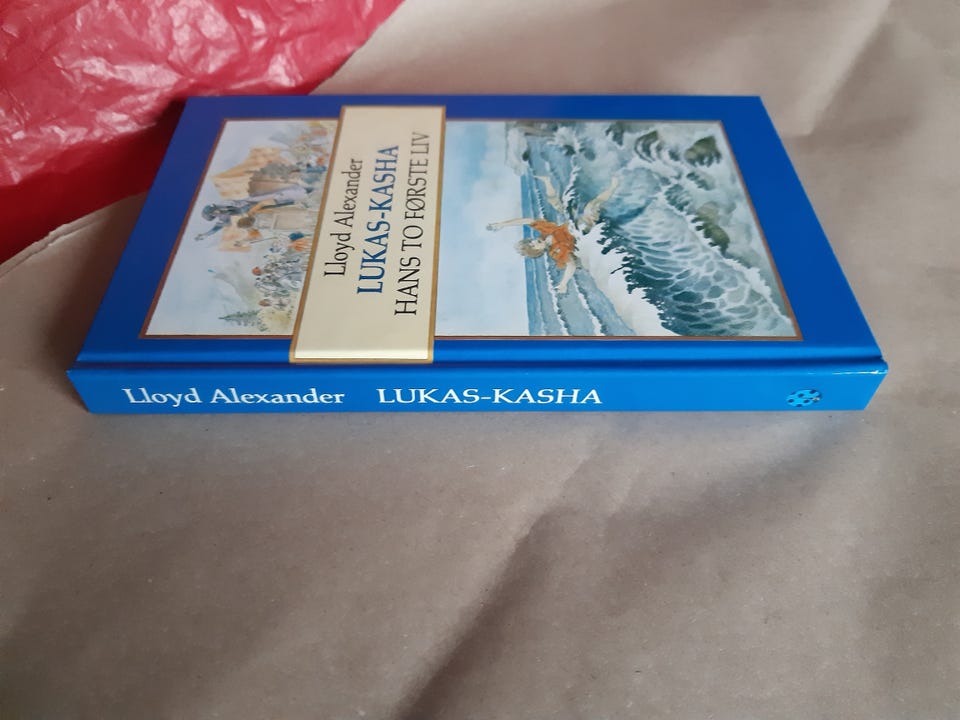 Lloyd Alexander
LUKAS-KASHA
HANS TO FØRSTE LIV
Lloyd Alexander LUKAS-KASHA